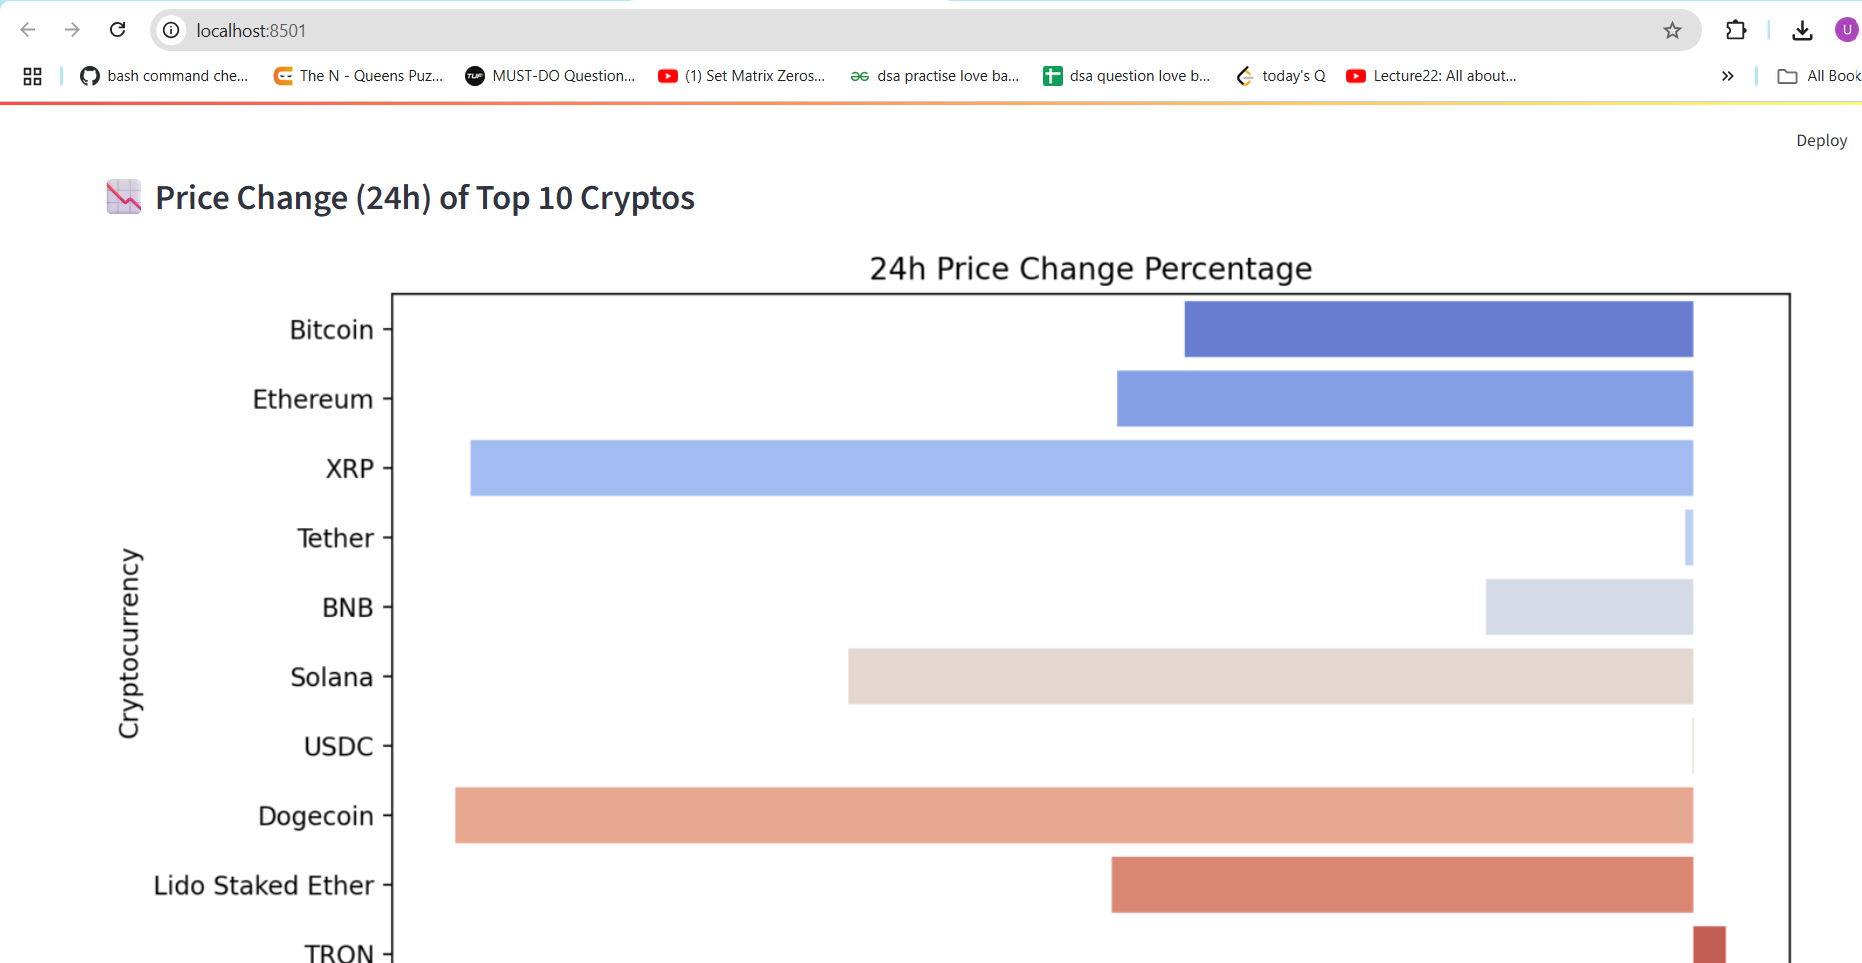 localhost:8501
U
bash command che...
The N - Queens Puz...
TUF
MUST-DO Question...
(1) Set Matrix Zeros...
dsa practise love ba...
dsa question love b...
today's Q
Lecture22: All about...
»
All Book
Deploy
Price Change (24h) of Top 10 Cryptos
24h Price Change Percentage
Bitcoin
Ethereum
XRP
Tether
BNB
Solana
USDC
Dogecoin
Lido Staked Ether
TRON
Cryptocurrency